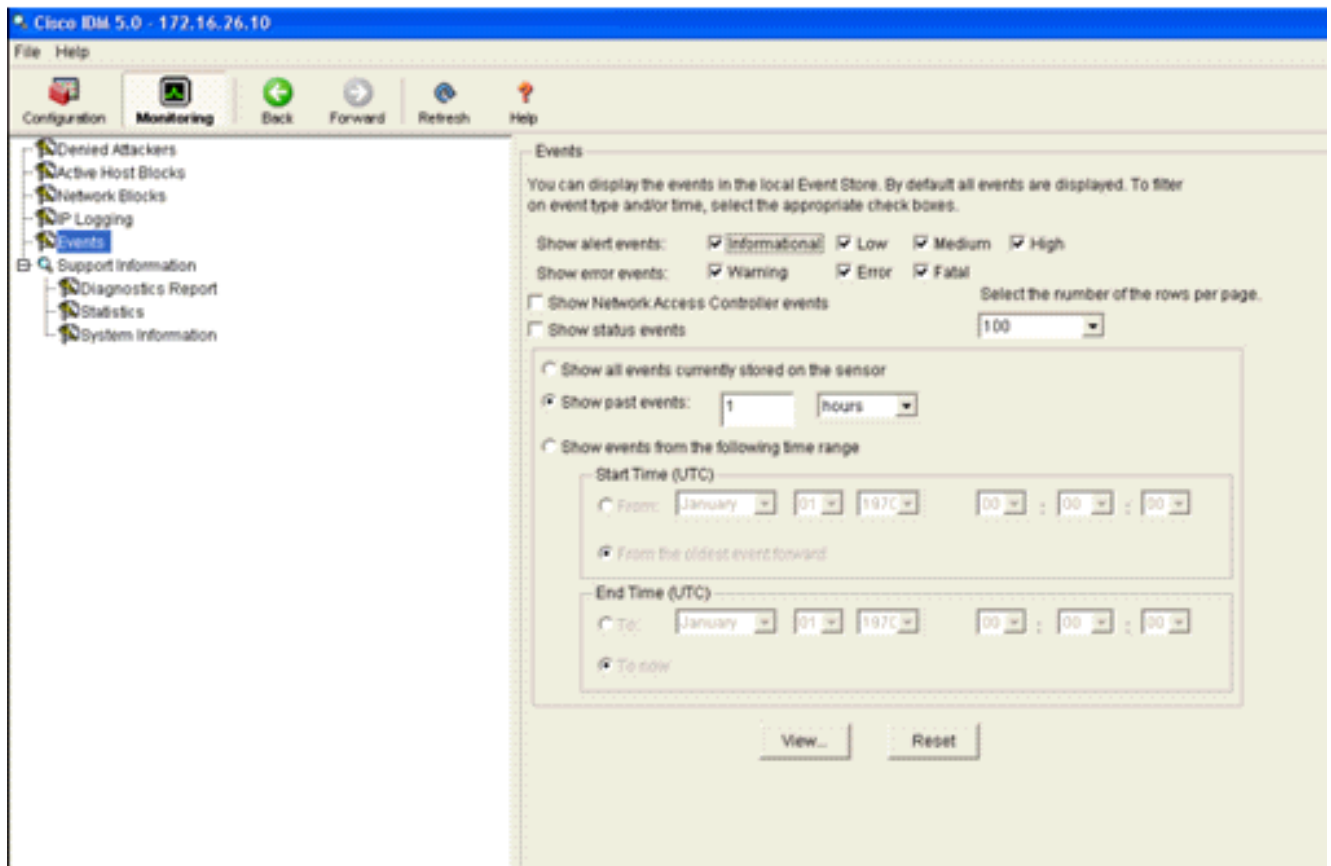 Cisco IDM 5.0 - 172.16.26.10
File Help
Configuration Monitoring Back Forward Refresh Help
Denied Attackers
Active Host Blocks
Network Blocks
IP Logging
Events
Support Information
Diagnostics Report
Statistics
System Information
Events
You can display the events in the local Event Store. By default all events are displayed. To filter
on event type and/or time, select the appropriate check boxes.
Show alert events: Informational Low Medium High
Show error events: Warning Error Fatal
Show Network Access Controller events
Select the number of the rows per page.
Show status events
100
Show all events currently stored on the sensor
Show past events: 1 hours
Show events from the following time range
Start Time (UTC)
From: January 01 1970 00 : 00 : 00
From the oldest event forward
End Time (UTC)
To: January 01 1970 00 : 00 : 00
To now
View... Reset